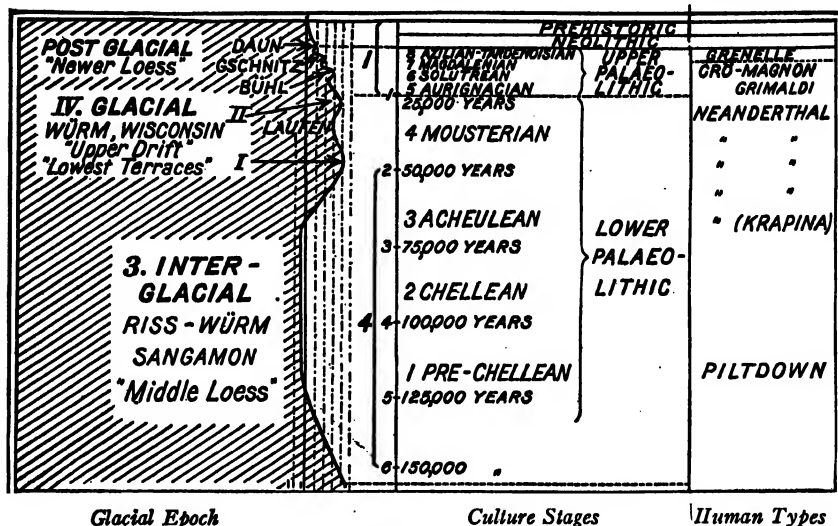 PREHISTORIC
NEOLITHIC
POST GLACIAL
"Newer Loess"
DAUN
GSCHNITZ
BÜHL
IV. GLACIAL
WÜRM, WISCONSIN
"Upper Drift"
"Lowest Terraces"
II
LAUFEN
I
3. INTER-
GLACIAL
RISS-WÜRM
SANGAMON
"Middle Loess"
1
4
8 AZILIAN-TARDENOISIAN
7 MAGDALENIAN
6 SOLUTREAN
5 AURIGNACIAN
1 25,000 YEARS
4 MOUSTERIAN
2 50,000 YEARS
3 ACHEULEAN
3 75,000 YEARS
2 CHELLEAN
4 100,000 YEARS
1 PRE-CHELLEAN
5 125,000 YEARS
6 150,000 "
UPPER
PALAEO-
LITHIC
LOWER
PALAEO-
LITHIC
GRENELLE
CRÔ-MAGNON
GRIMALDI
NEANDERTHAL
" "
" "
" "
" (KRAPINA)
PILTDOWN
Glacial Epoch
Culture Stages
Human Types